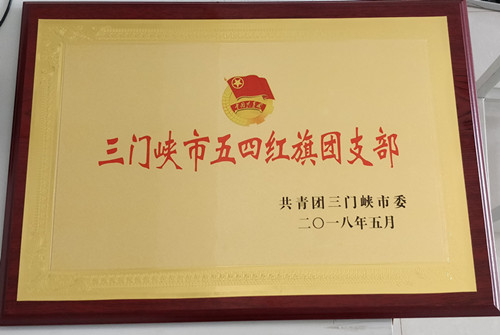 三门峡市五四红旗团支部
共青团三门峡市委
二〇一八年五月